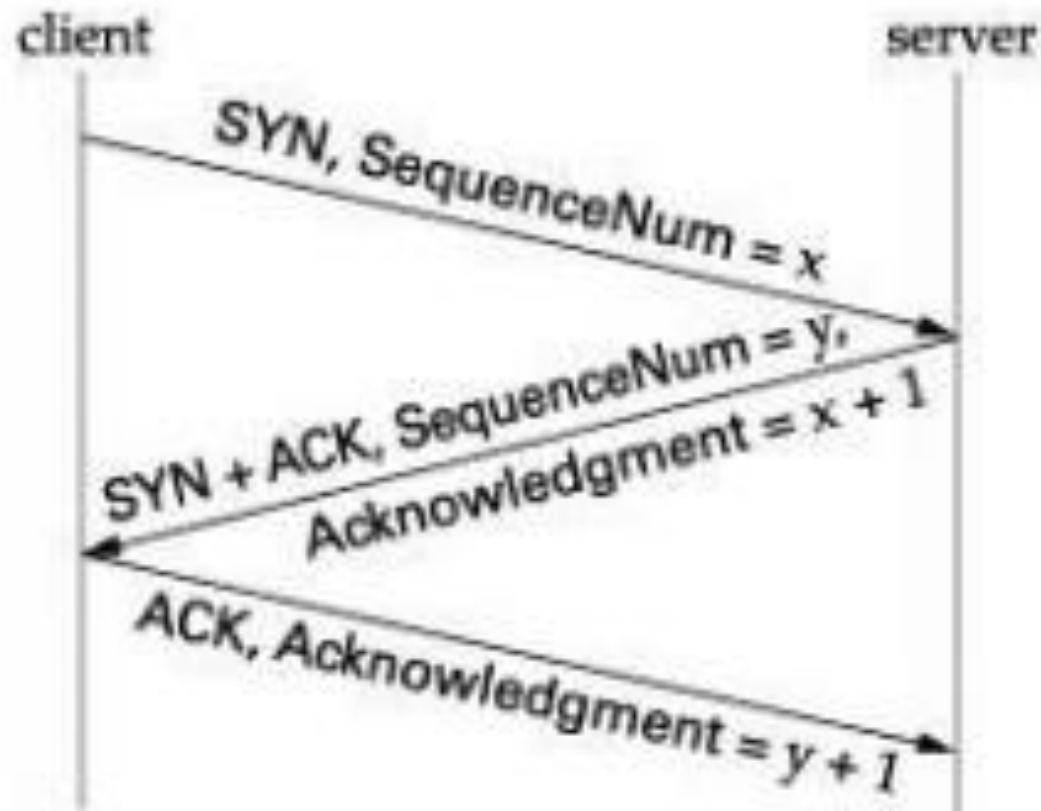 client
server
SYN, SequenceNum = x
SYN + ACK, SequenceNum = y,
Acknowledgment = x + 1
ACK, Acknowledgment = y + 1